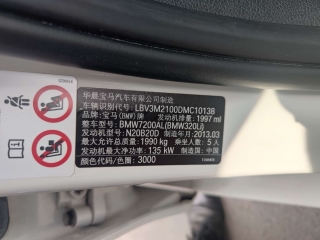 华晨宝马汽车有限公司制造
车辆识别代号: LBV3M2100DMC10138
品牌: 宝马(BMW)牌 发动机排量: 1997 ml
整车型号: BMW7200AL(BMW320Li)
发动机型号: N20B20D 制造年月: 2013.03
最大允许总质量: 1990 kg 乘坐人数: 5 人
发动机最大净功率: 135 kW 制造国: 中国
颜色代号/色圈: 3000